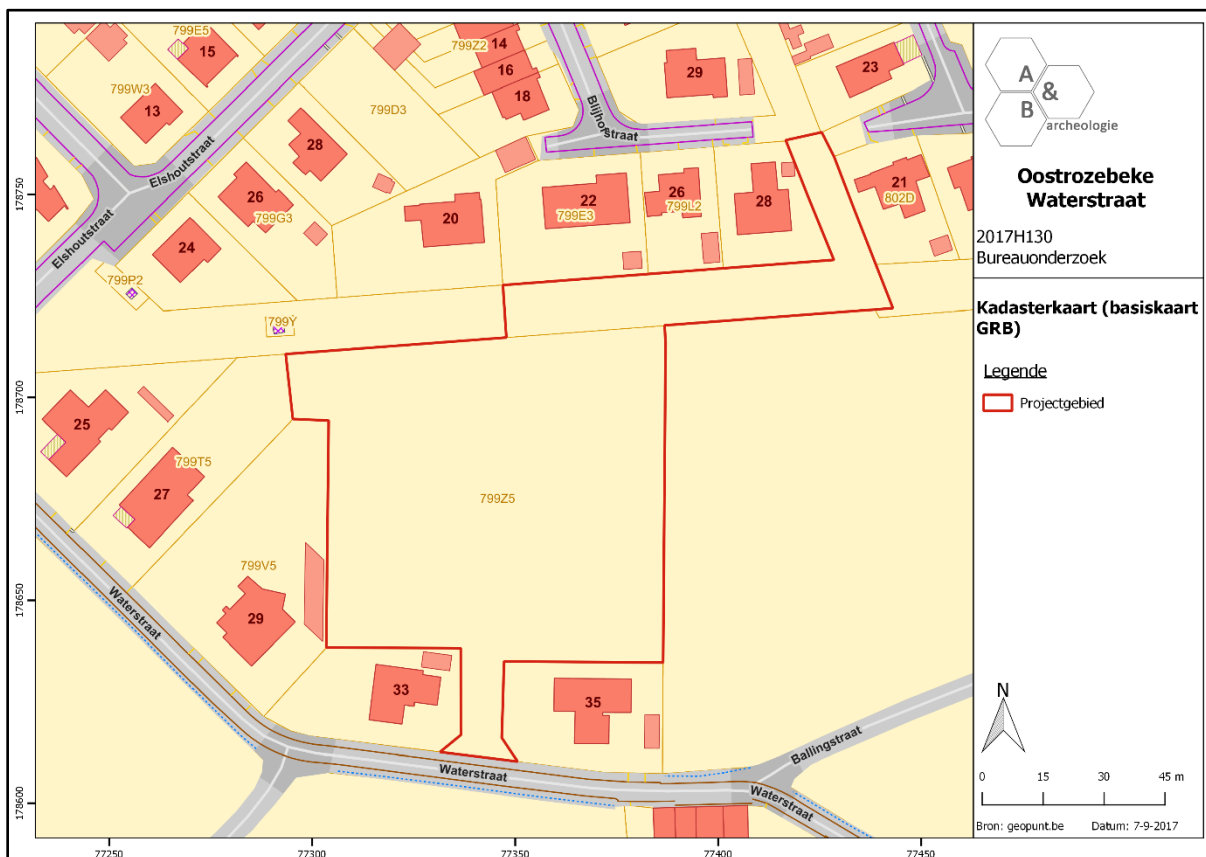 799E5
15
799W3
13
Elshoutstraat
Elshoutstraat
28
26
799G3
24
799P2
799Y
799D3
799Z2
14
16
18
Blijhofstraat
29
23
20
22
799E3
26
799L2
28
21
802D
25
799T5
27
799V5
29
799Z5
33
35
Waterstraat
Waterstraat
Waterstraat
Ballingstraat
178750
178700
178650
178600
77250
77300
77350
77400
77450
A
&
B
archeologie
Oostrozebeke
Waterstraat
2017H130
Bureauonderzoek
Kadasterkaart (basiskaart
GRB)
Legende
Projectgebied
N
0 15 30 45 m
Bron: geopunt.be Datum: 7-9-2017